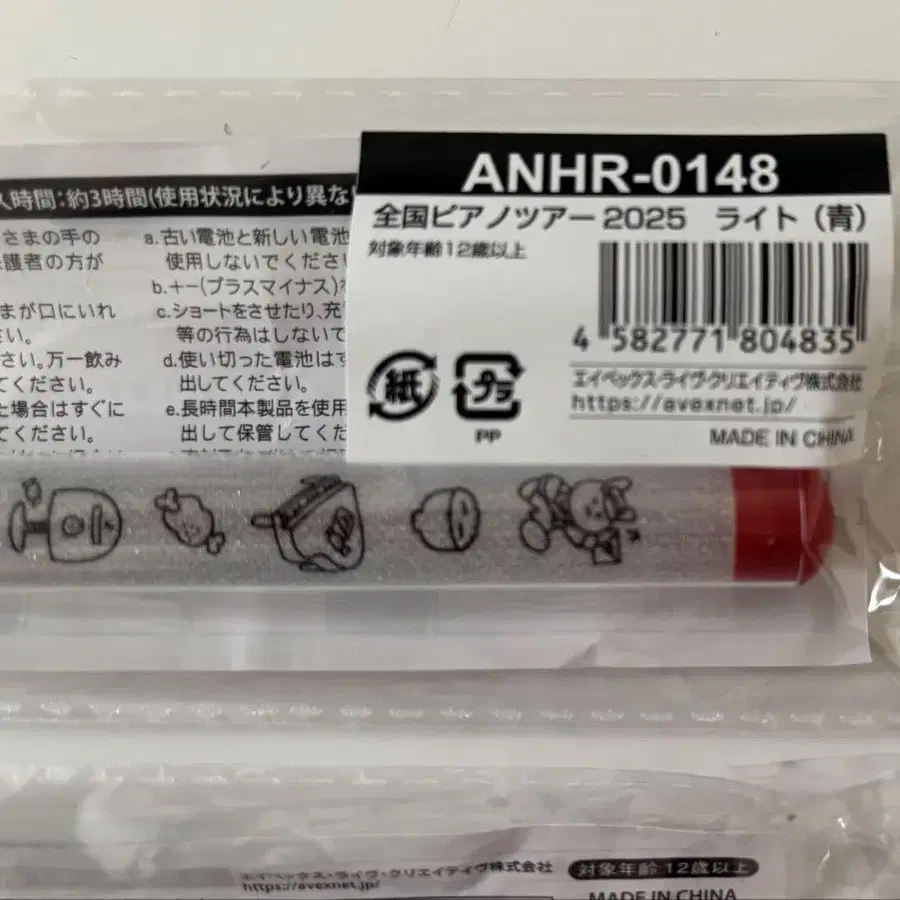 ANHR-0148
全国ピアノツアー2025 ライト（青）
対象年齢12歳以上
4 582771 804835
紙
プラ
PP
エイベックス・ライヴ・クリエイティヴ株式会社
https://avexnet.jp/
MADE IN CHINA
久時間：約3時間(使用状況により異な
さまの手の
護者の方が
まが口にいれ
さい。
さい。万一飲み
てください。
た場合はすぐに
てください。
a.古い電池と新しい電池
使用しないでくださ
b.+-(プラスマイナス)
c.ショートをさせたり、充
等の行為はしないで
d.使い切った電池はす
出してください。
e.長時間本製品を使用
出して保管してくだ
エイベックス・ライヴ・クリエイティヴ株式会社
https://avexnet.jp/
対象年齢:12歳以上
MADE IN CHINA